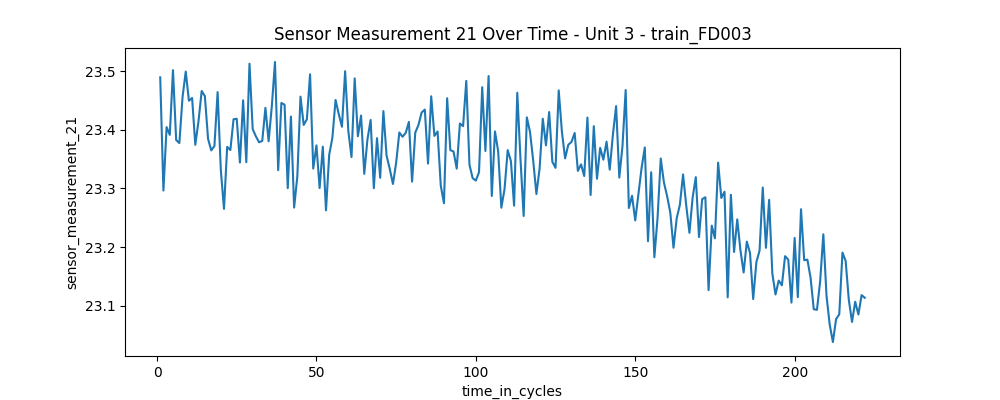 Sensor Measurement 21 Over Time - Unit 3 - train_FD003
sensor_measurement_21
23.5
23.4
23.3
23.2
23.1
0 50 100 150 200
time_in_cycles